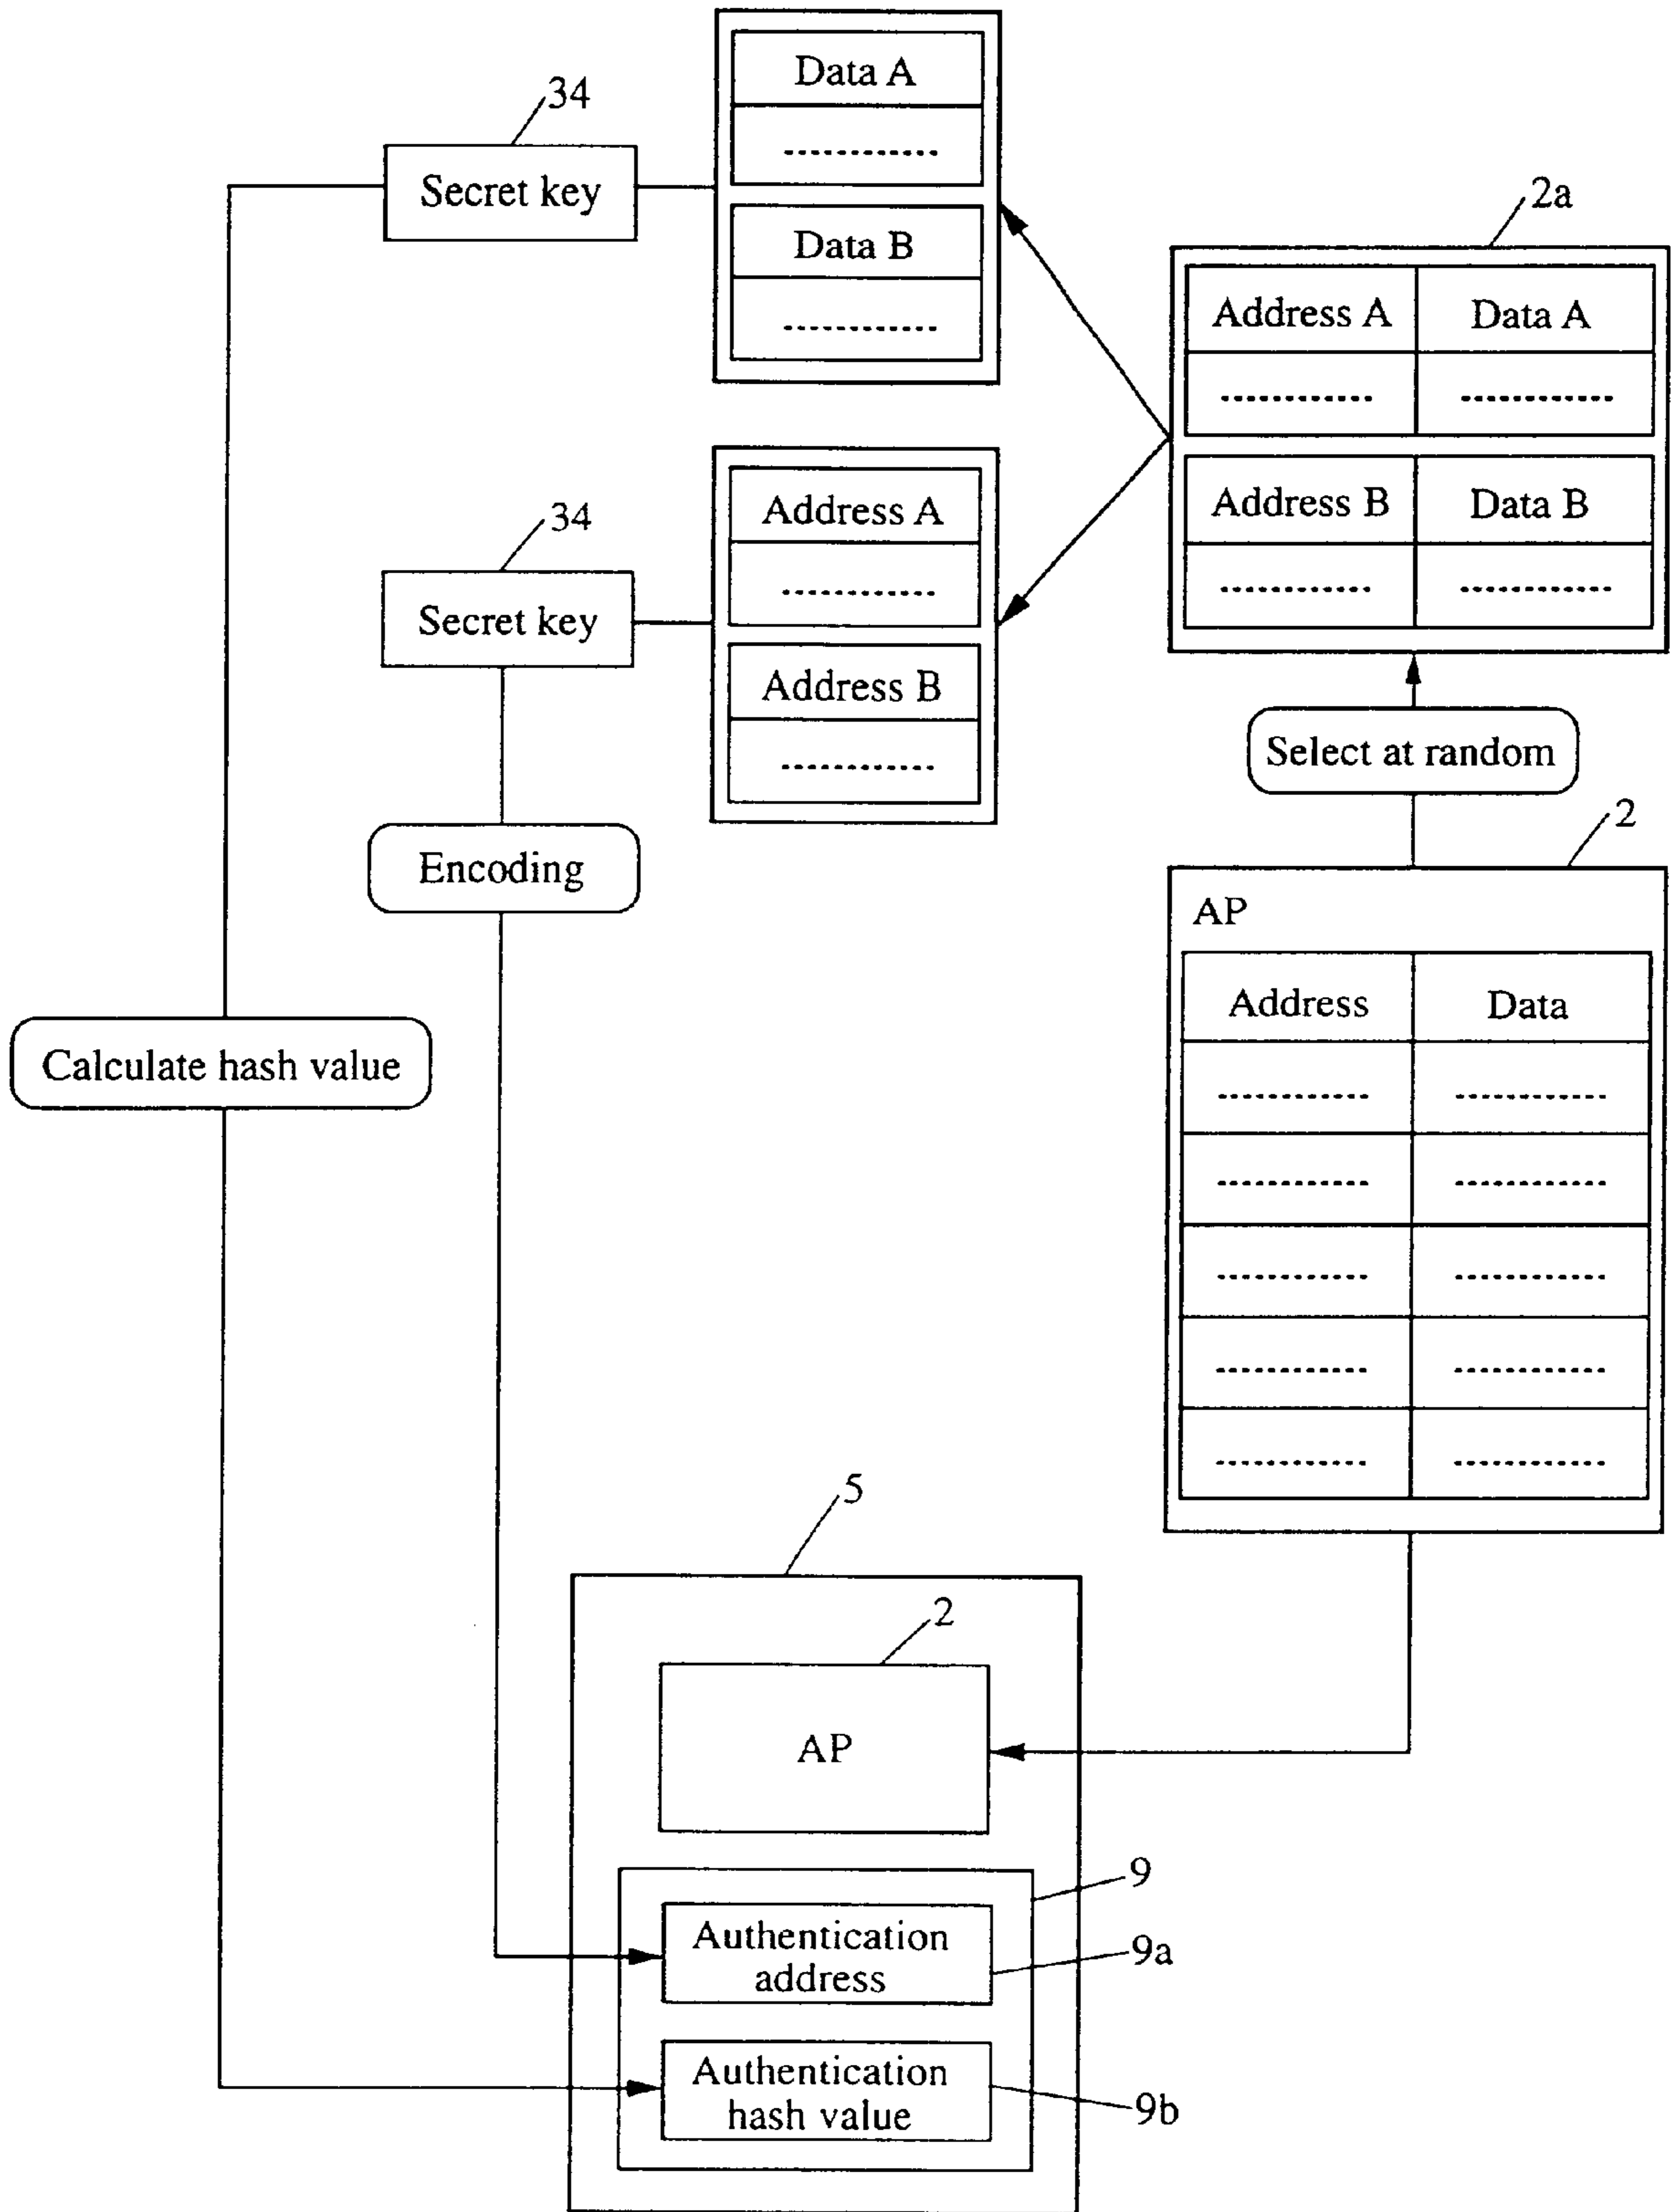 Data A
............
Data B
............
34
Secret key
2a
Address A Data A
............ ............
Address B Data B
............ ............
34
Secret key
Address A
............
Address B
............
Select at random
Encoding
2
AP
Address Data
............ ............
............ ............
............ ............
............ ............
............ ............
Calculate hash value
5
2
AP
9
Authentication
address
9a
Authentication
hash value
9b